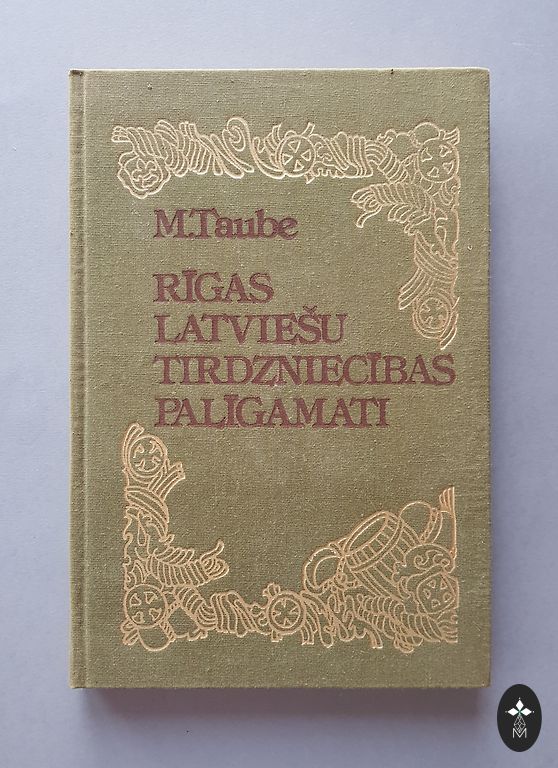 M.Taube
RĪGAS
LATVIEŠU
TIRDZNIECĪBAS
PALĪGAMATI